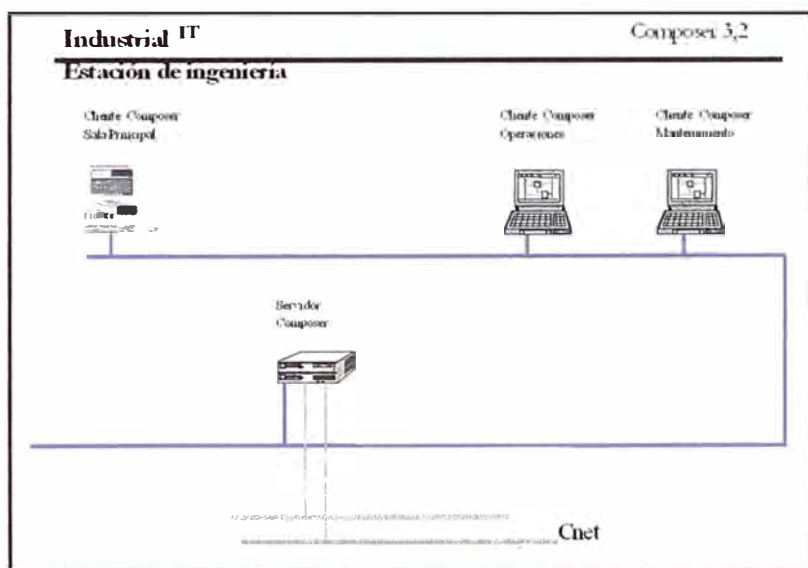 Industrial IT
Composer 3,2
Estación de ingeniería
Cliente Composer
Sala Principal
Cliente Composer
Operaciones
Cliente Composer
Mantenimiento
Servidor
Composer
Cnet